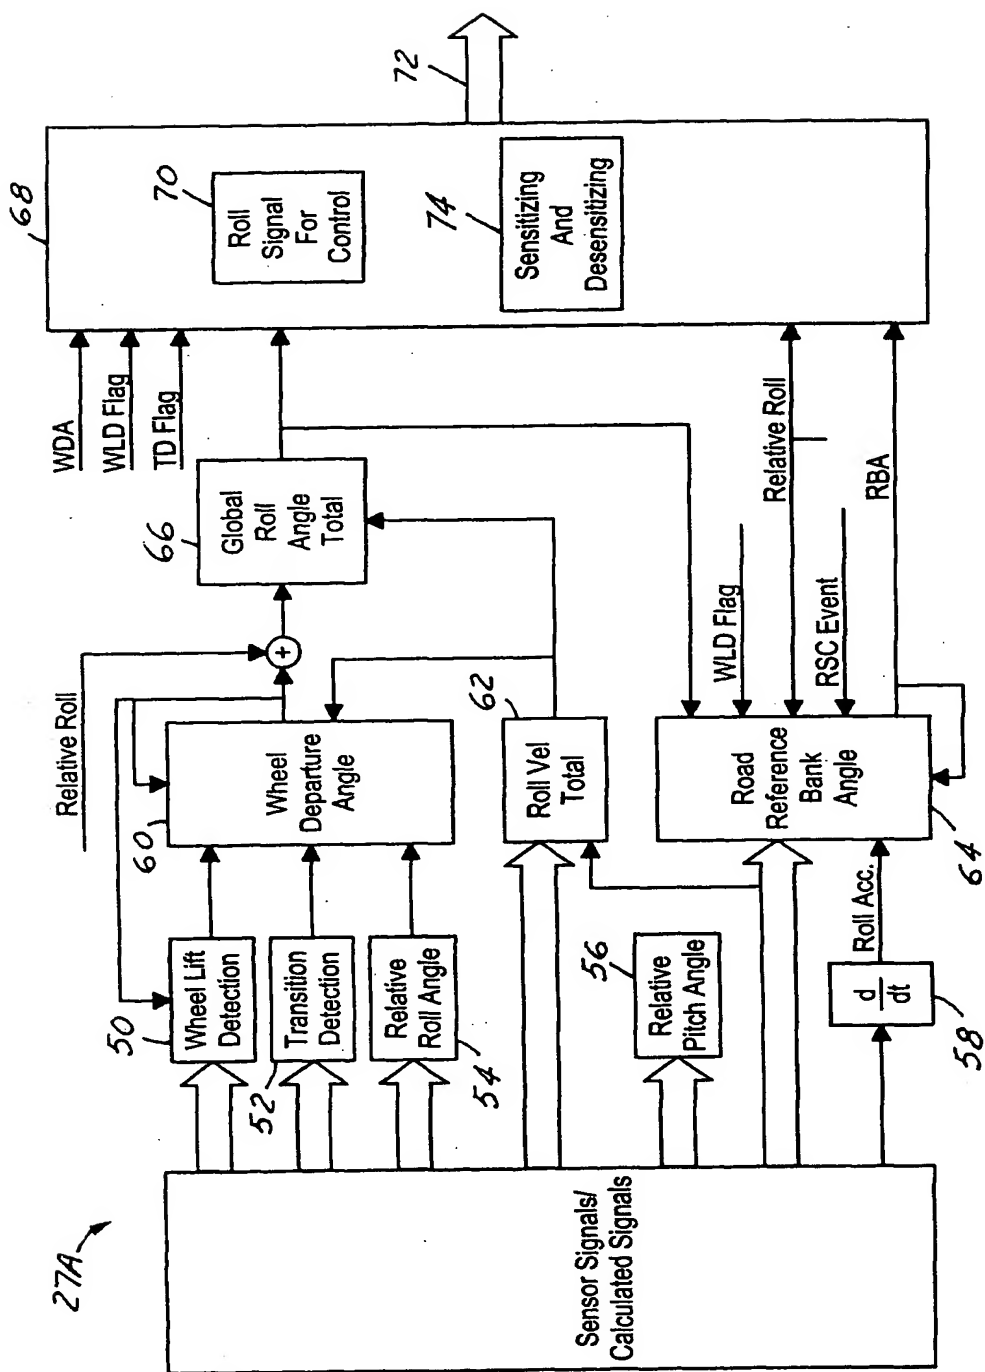 27A
Sensor Signals/
Calculated Signals
50
Wheel Lift
Detection
52
Transition
Detection
54
Relative
Roll Angle
56
Relative
Pitch Angle
58
d
dt
Roll Acc.
Relative Roll
60
Wheel
Departure
Angle
62
Roll Vel
Total
64
Road
Reference
Bank
Angle
+
66
Global
Roll
Angle
Total
WLD Flag
Relative Roll
RSC Event
RBA
WDA
WLD Flag
TD Flag
68
70
Roll
Signal
For
Control
74
Sensitizing
And
Desensitizing
72